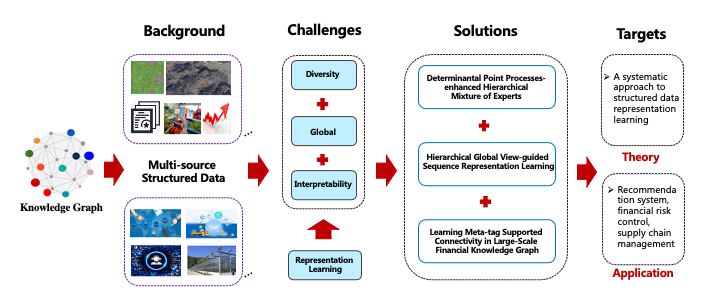 Background
Challenges
Solutions
Targets
Knowledge Graph
Multi-source
Structured Data
...
...
Diversity
Global
Interpretability
Representation
Learning
Determinantal Point Processes-
enhanced Hierarchical
Mixture of Experts
Hierarchical Global View-guided
Sequence Representation Learning
Learning Meta-tag Supported
Connectivity in Large-Scale
Financial Knowledge Graph
➢ A systematic
approach to
structured data
representation
learning
Theory
➢ Recommenda
tion system,
financial risk
control,
supply chain
management
Application